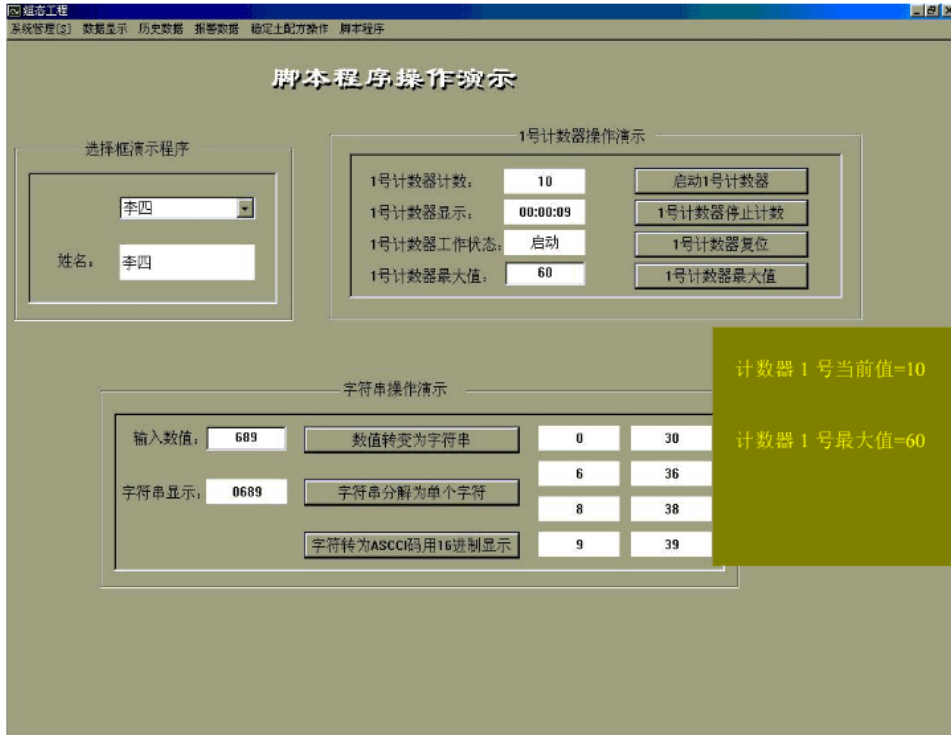 组态工程
系统管理[S] 数据显示 历史数据 报警数据 稳定土配方操作 脚本程序
脚本程序操作演示
选择框演示程序
李四
姓名: 李四
1号计数器操作演示
1号计数器计数: 10 启动1号计数器
1号计数器显示: 00:00:09 1号计数器停止计数
1号计数器工作状态: 启动 1号计数器复位
1号计数器最大值: 60 1号计数器最大值
计数器 1 号当前值=10
计数器 1 号最大值=60
字符串操作演示
输入数值: 689 数值转变为字符串 0 30
6 36
字符串显示: 0689 字符串分解为单个字符
8 38
字符转为ASCCI码用16进制显示 9 39